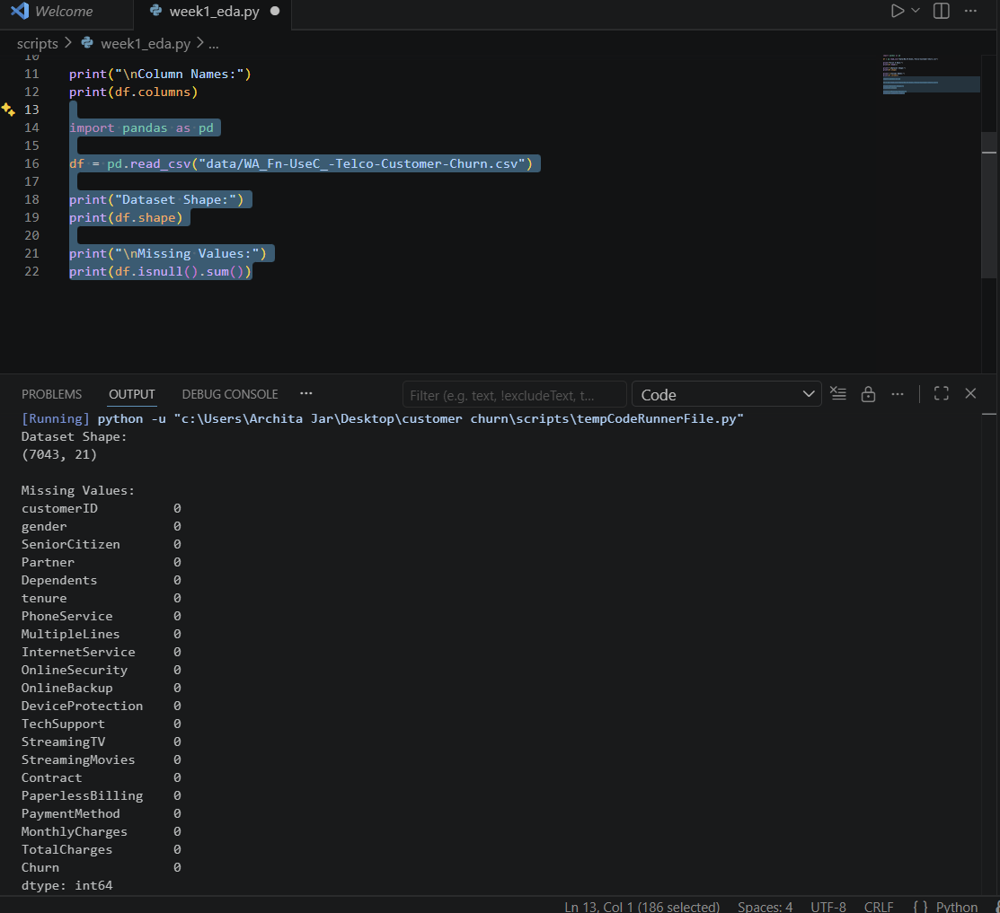 Welcome
week1_eda.py
scripts > week1_eda.py > ...
10
11 print("\nColumn Names:")
12 print(df.columns)
13
14 import pandas as pd
15
16 df = pd.read_csv("data/WA_Fn-UseC_-Telco-Customer-Churn.csv")
17
18 print("Dataset Shape:")
19 print(df.shape)
20
21 print("\nMissing Values:")
22 print(df.isnull().sum())
PROBLEMS OUTPUT DEBUG CONSOLE ... Filter (e.g. text, !excludeText, t... Code
[Running] python -u "c:\Users\Archita Jar\Desktop\customer churn\scripts\tempCodeRunnerFile.py"
Dataset Shape:
(7043, 21)
Missing Values:
customerID 0
gender 0
SeniorCitizen 0
Partner 0
Dependents 0
tenure 0
PhoneService 0
MultipleLines 0
InternetService 0
OnlineSecurity 0
OnlineBackup 0
DeviceProtection 0
TechSupport 0
StreamingTV 0
StreamingMovies 0
Contract 0
PaperlessBilling 0
PaymentMethod 0
MonthlyCharges 0
TotalCharges 0
Churn 0
dtype: int64
Ln 13, Col 1 (186 selected) Spaces: 4 UTF-8 CRLF { } Python